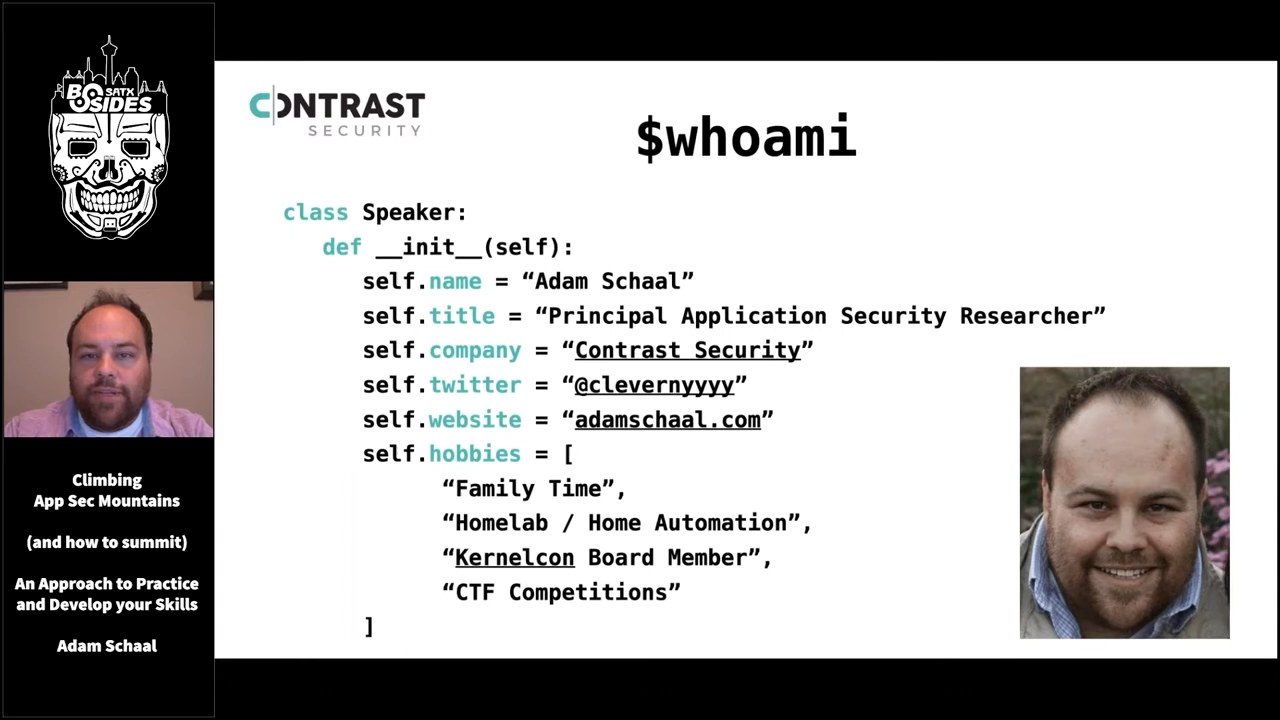 BSIDES
SATX
Climbing
App Sec Mountains
(and how to summit)
An Approach to Practice
and Develop your Skills
Adam Schaal
CONTRAST
SECURITY
$whoami
class Speaker:
def __init__(self):
self.name = “Adam Schaal”
self.title = “Principal Application Security Researcher”
self.company = “Contrast Security”
self.twitter = “@clevernyyyy”
self.website = “adamschaal.com”
self.hobbies = [
“Family Time”,
“Homelab / Home Automation”,
“Kernelcon Board Member”,
“CTF Competitions”
]